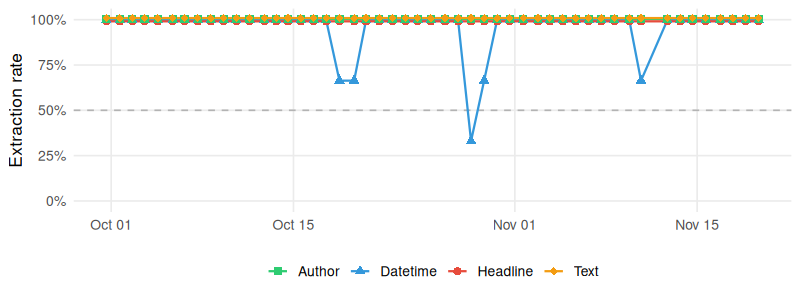 Extraction rate
100%
75%
50%
25%
0%
Oct 01 Oct 15 Nov 01 Nov 15
Author Datetime Headline Text